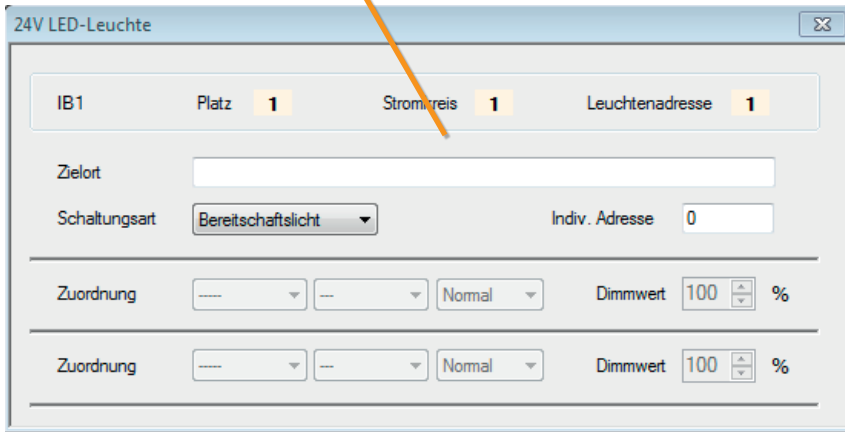 24V LED-Leuchte
IB1 Platz 1 Stromkreis 1 Leuchtenadresse 1
Zielort
Schaltungsart Bereitschaftslicht Indiv. Adresse 0
Zuordnung ----- --- Normal Dimmwert 100 %
Zuordnung ----- --- Normal Dimmwert 100 %